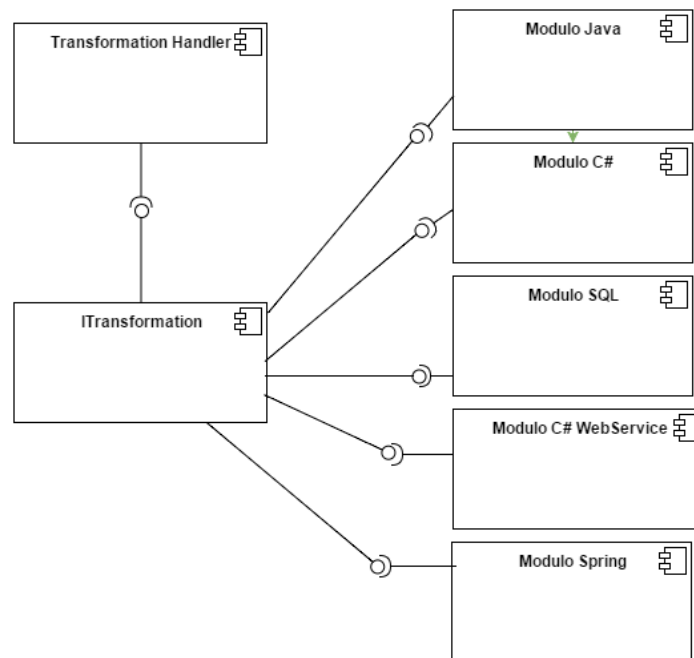 Transformation Handler
Modulo Java
Modulo C#
ITransformation
Modulo SQL
Modulo C# WebService
Modulo Spring